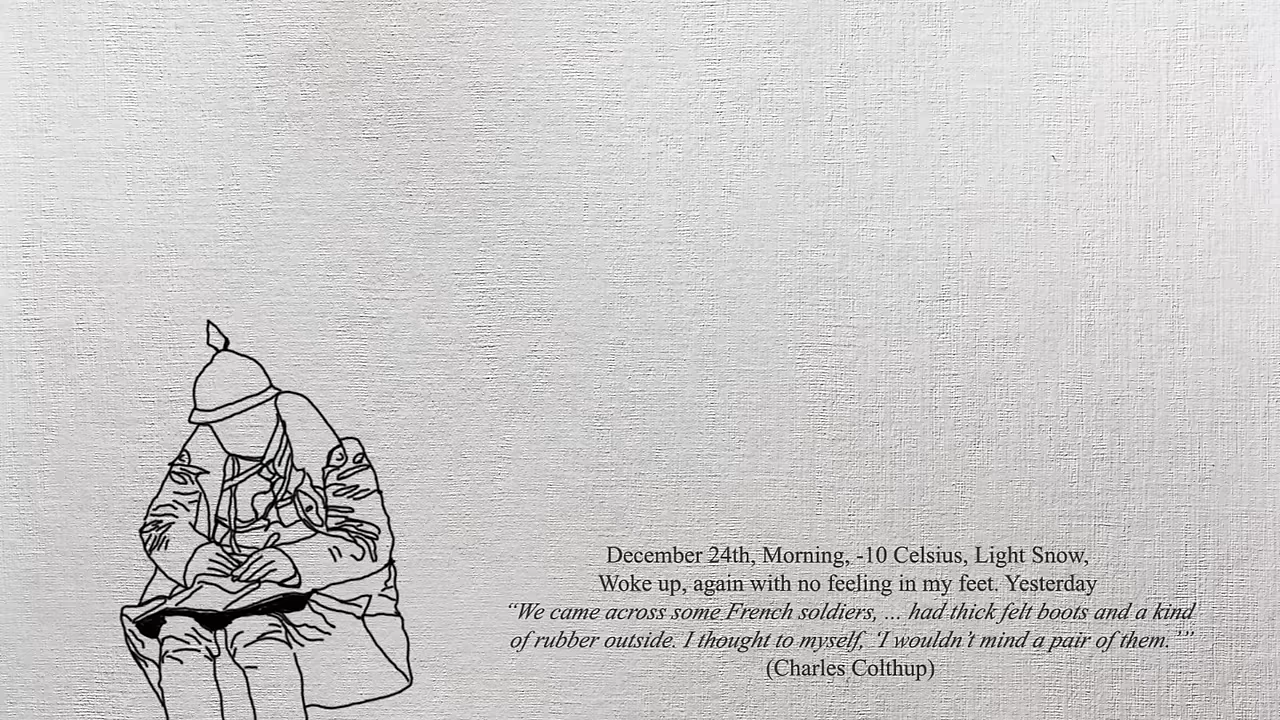 December 24th, Morning, -10 Celsius, Light Snow,
Woke up, again with no feeling in my feet. Yesterday
“We came across some French soldiers, ... had thick felt boots and a kind
of rubber outside. I thought to myself, ‘I wouldn’t mind a pair of them.’”
(Charles Colthup)